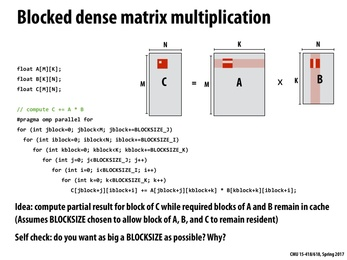 Blocked dense matrix multiplication
N
K
N
float A[M][K];
float B[K][N];
float C[M][N];
M
C
=
M
A
X
K
B
// compute C += A * B
#pragma omp parallel for
for (int jblock=0; jblock<M; jblock+=BLOCKSIZE_J)
for (int iblock=0; iblock<N; iblock+=BLOCKSIZE_I)
for (int kblock=0; kblock<K; kblock+=BLOCKSIZE_K)
for (int j=0; j<BLOCKSIZE_J; j++)
for (int i=0; i<BLOCKSIZE_I; i++)
for (int k=0; k<BLOCKSIZE_K; k++)
C[jblock+j][iblock+i] += A[jblock+j][kblock+k] * B[kblock+k][iblock+i];
Idea: compute partial result for block of C while required blocks of A and B remain in cache
(Assumes BLOCKSIZE chosen to allow block of A, B, and C to remain resident)
Self check: do you want as big a BLOCKSIZE as possible? Why?
CMU 15-418/618, Spring 2017